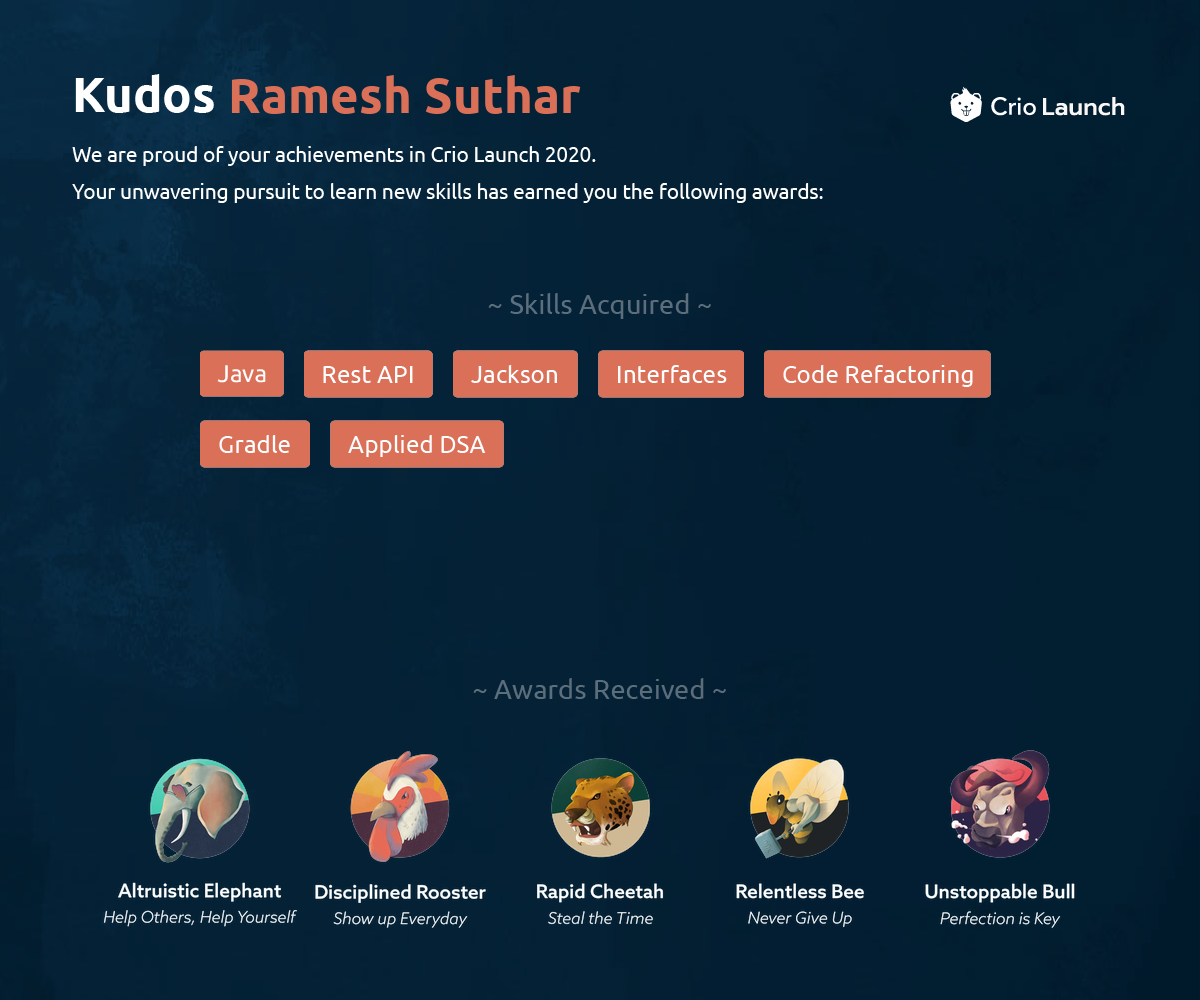 Kudos Ramesh Suthar
Crio Launch
We are proud of your achievements in Crio Launch 2020.
Your unwavering pursuit to learn new skills has earned you the following awards:
~ Skills Acquired ~
Java Rest API Jackson Interfaces Code Refactoring
Gradle Applied DSA
~ Awards Received ~
Altruistic Elephant Disciplined Rooster Rapid Cheetah Relentless Bee Unstoppable Bull
Help Others, Help Yourself Show up Everyday Steal the Time Never Give Up Perfection is Key